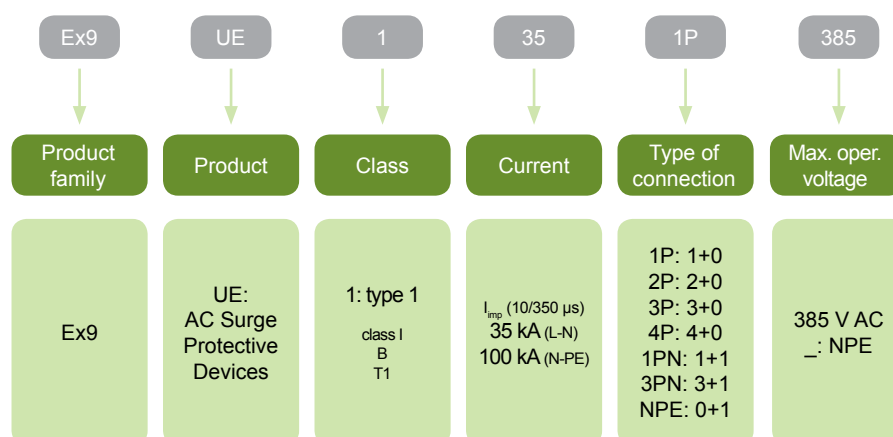 Ex9 UE 1 35 1P 385
Product
family
Product
Class
Current
Type of
connection
Max. oper.
voltage
Ex9
UE:
AC Surge
Protective
Devices
1: type 1
class I
B
T1
Iimp (10/350 µs)
35 kA (L-N)
100 kA (N-PE)
1P: 1+0
2P: 2+0
3P: 3+0
4P: 4+0
1PN: 1+1
3PN: 3+1
NPE: 0+1
385 V AC
_: NPE